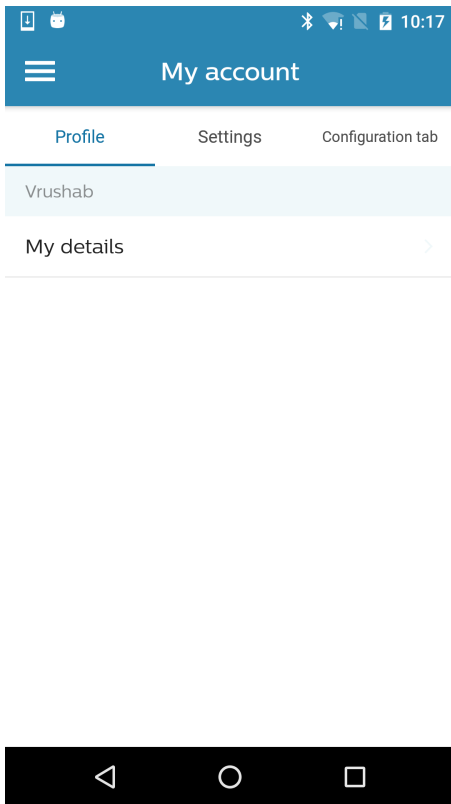 10:17
My account
Profile Settings Configuration tab
Vrushab
My details